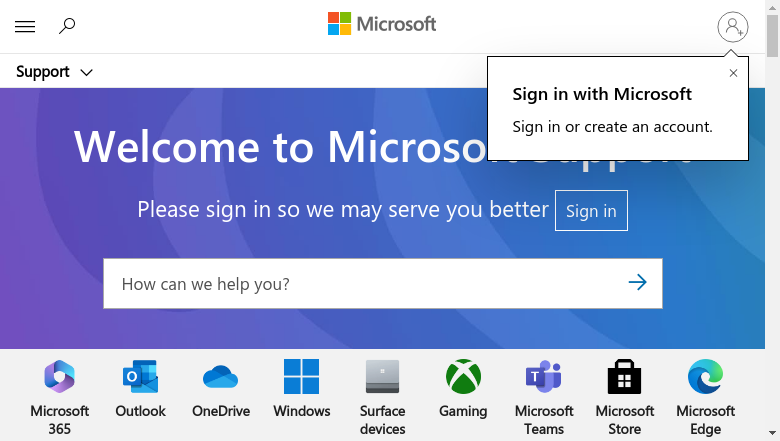 Microsoft
Support
Sign in with Microsoft
Sign in or create an account.
Welcome to Microsoft Support
Please sign in so we may serve you better
Sign in
How can we help you?
Microsoft
365
Outlook
OneDrive
Windows
Surface
devices
Gaming
Microsoft
Teams
Microsoft
Store
Microsoft
Edge